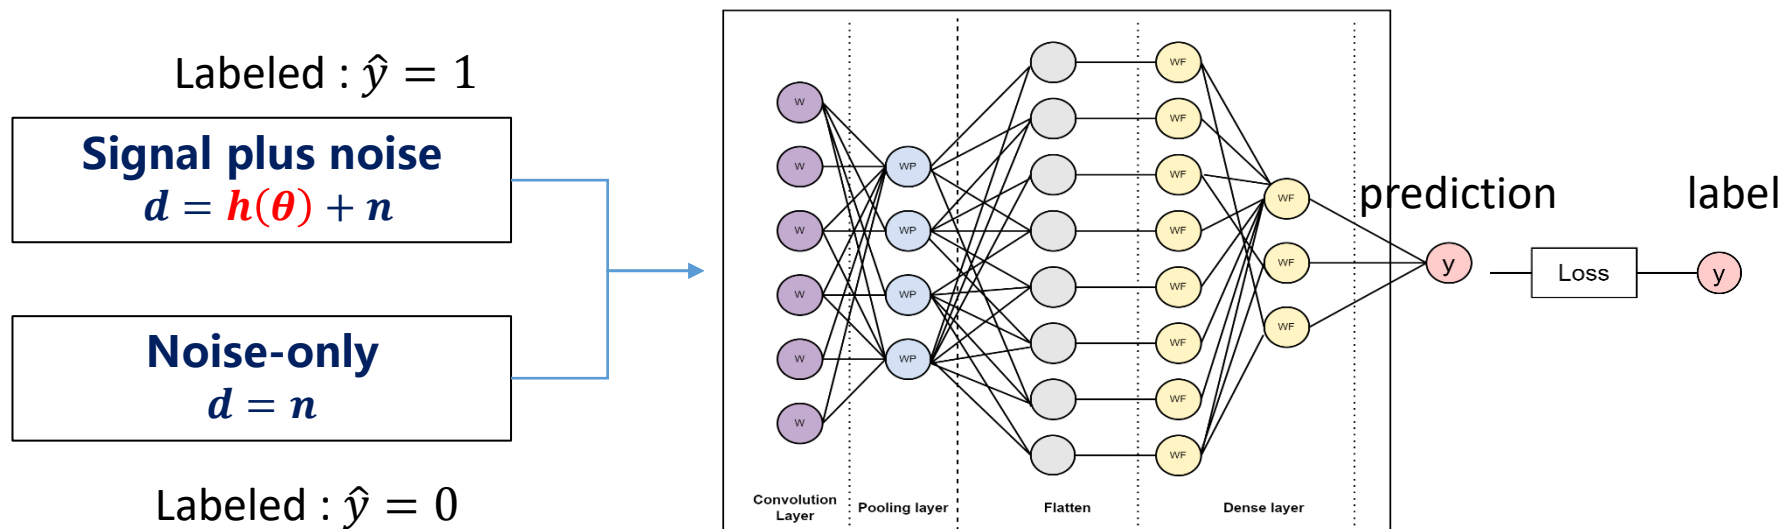 Labeled : ŷ = 1
Signal plus noise
d = h(θ) + n
Noise-only
d = n
Labeled : ŷ = 0
W
W
W
W
W
W
WP
WP
WP
WP
WF
WF
WF
WF
WF
WF
WF
WF
WF
WF
WF
Convolution
Layer
Pooling layer
Flatten
Dense layer
prediction
y
Loss
label
y